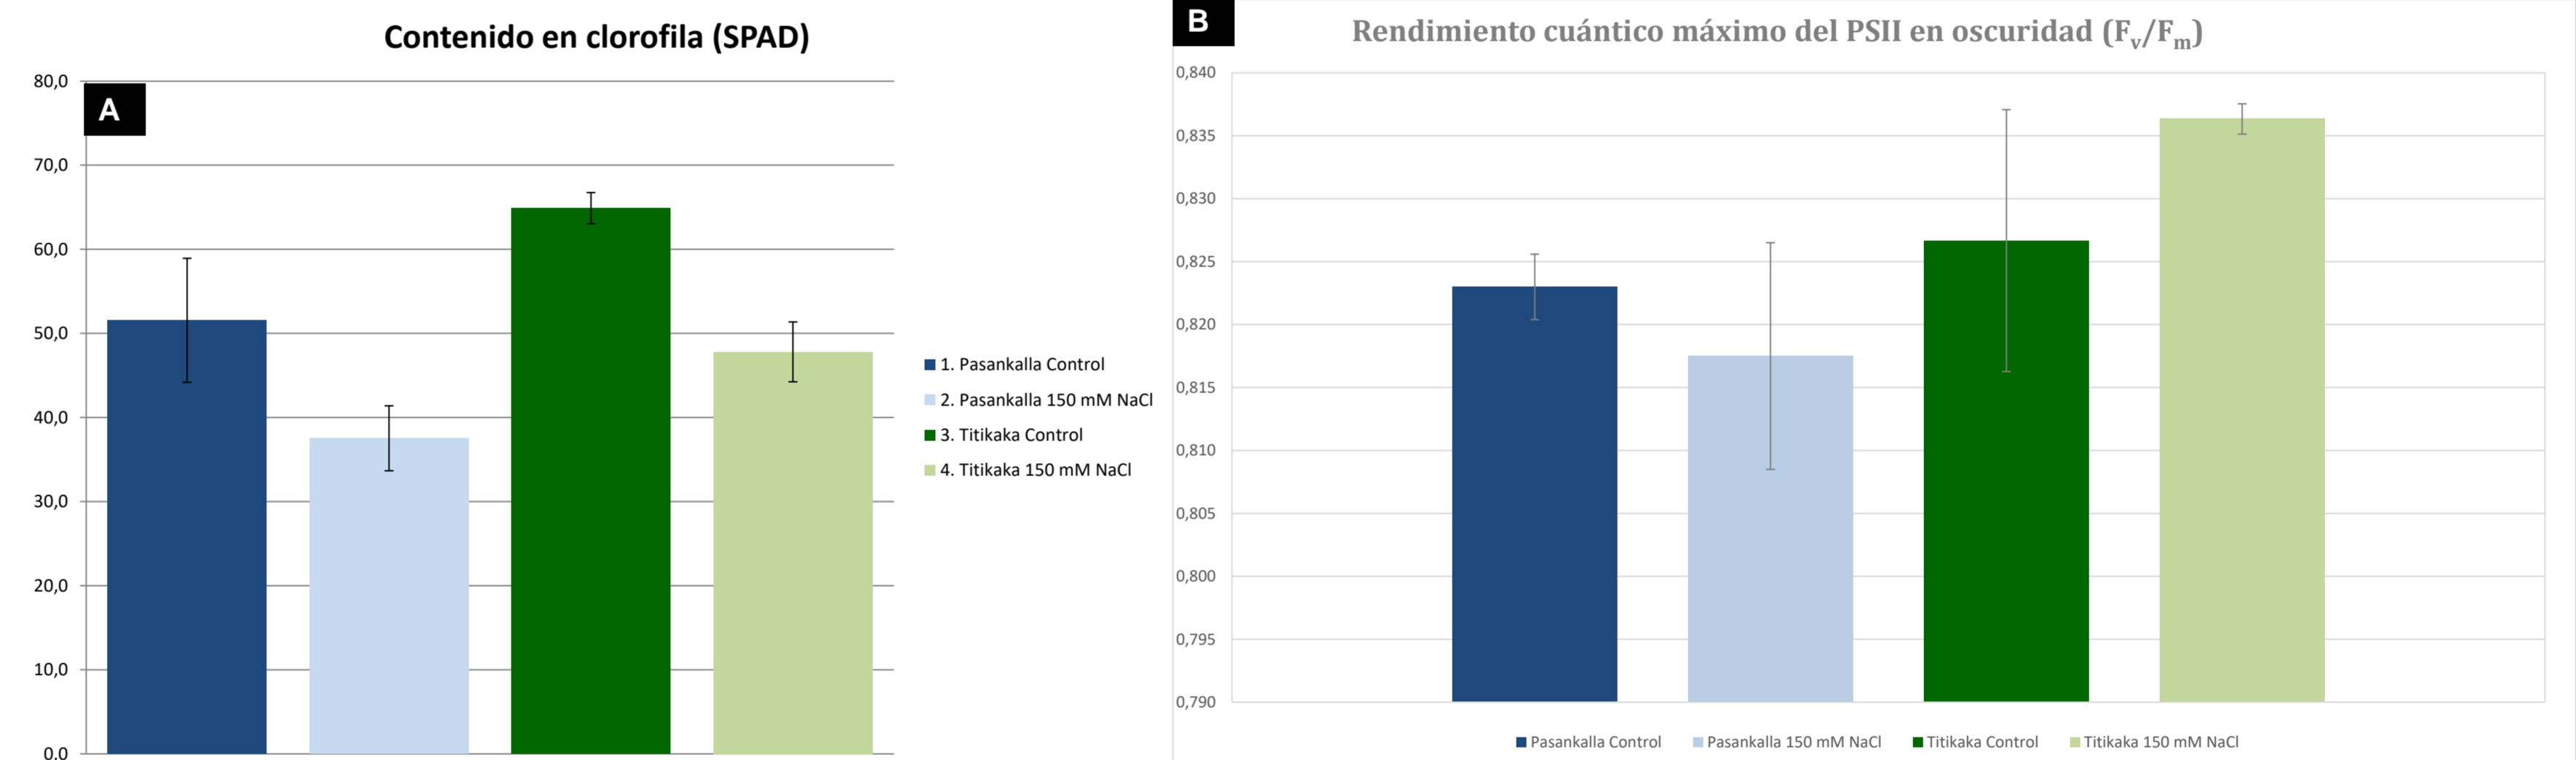 Contenido en clorofila (SPAD)
A
80,0
70,0
60,0
50,0
40,0
30,0
20,0
10,0
0,0
1. Pasankalla Control
2. Pasankalla 150 mM NaCl
3. Titikaka Control
4. Titikaka 150 mM NaCl
B
Rendimiento cuántico máximo del PSII en oscuridad (Fv/Fm)
0,840
0,835
0,830
0,825
0,820
0,815
0,810
0,805
0,800
0,795
0,790
Pasankalla Control Pasankalla 150 mM NaCl Titikaka Control Titikaka 150 mM NaCl